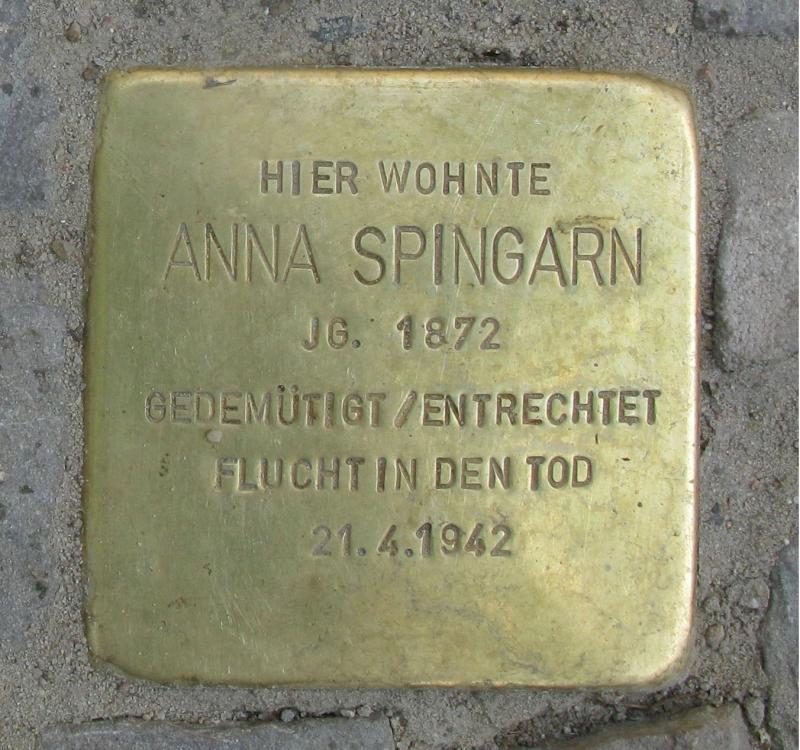 HIER WOHNTE
ANNA SPINGARN
JG. 1872
GEDEMÜTIGT/ENTRECHTET
FLUCHT IN DEN TOD
21.4.1942